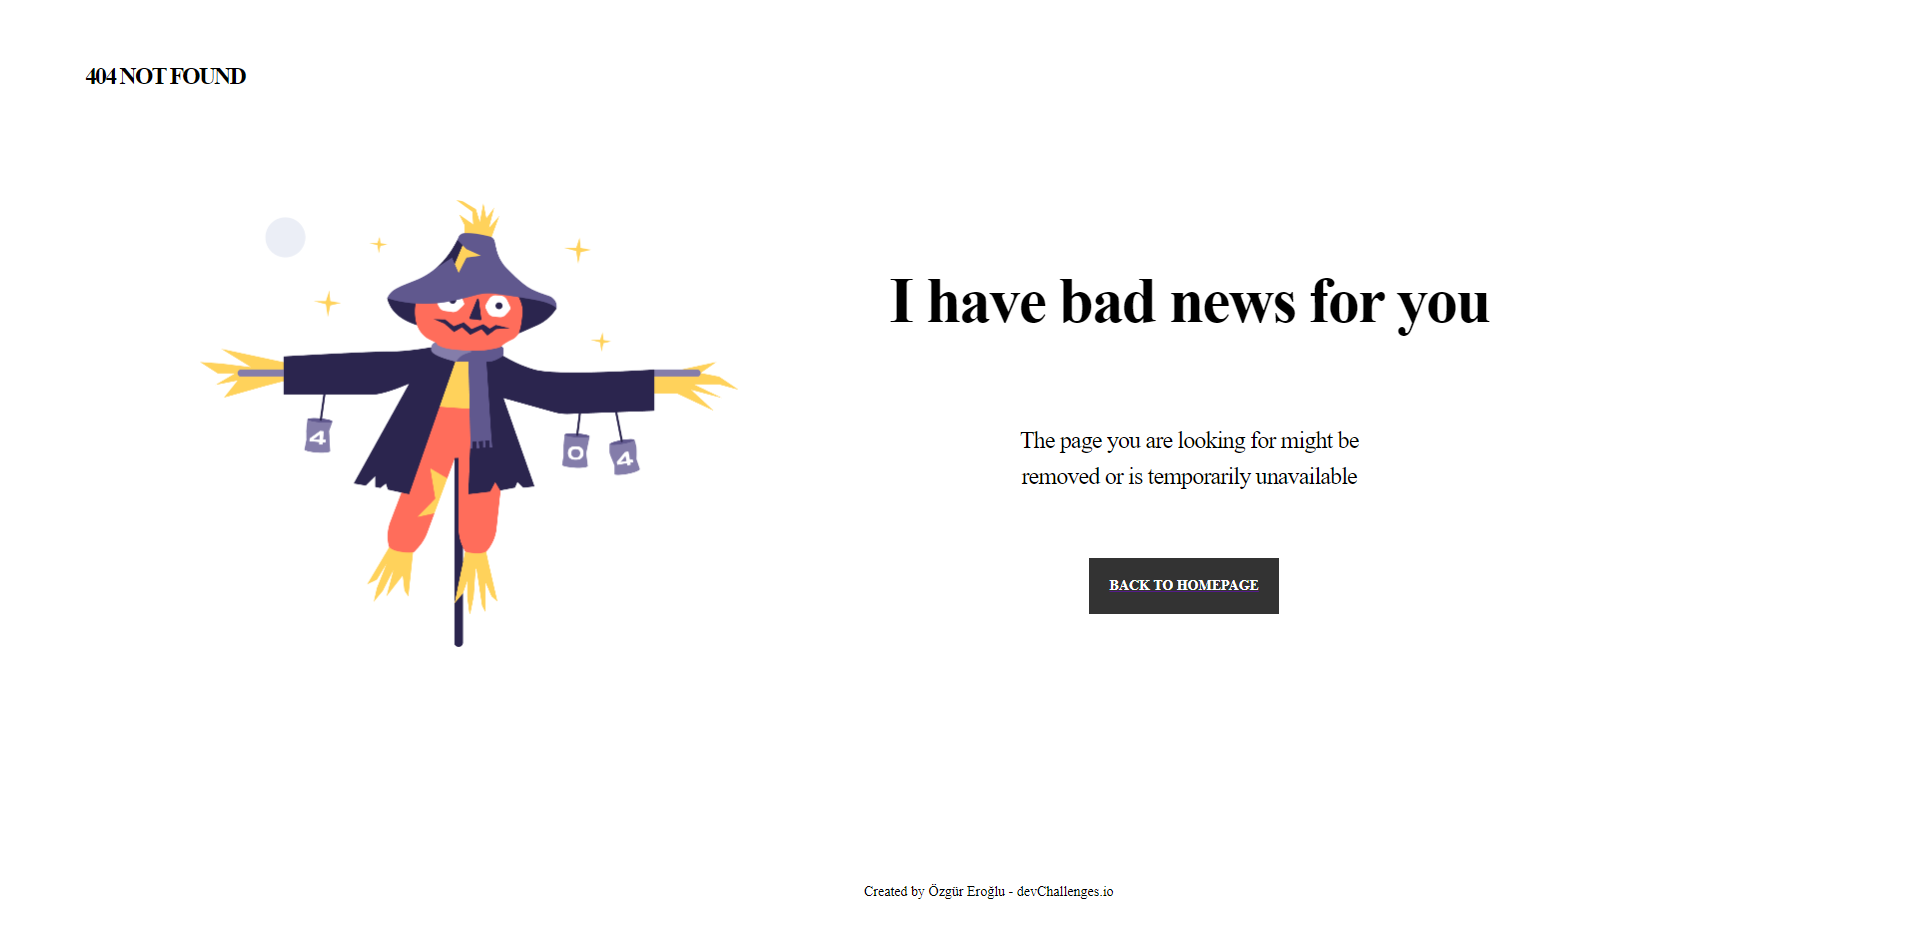 404 NOT FOUND
4
0
4
I have bad news for you
The page you are looking for might be
removed or is temporarily unavailable
BACK TO HOMEPAGE
Created by Özgür Eroğlu - devChallenges.io